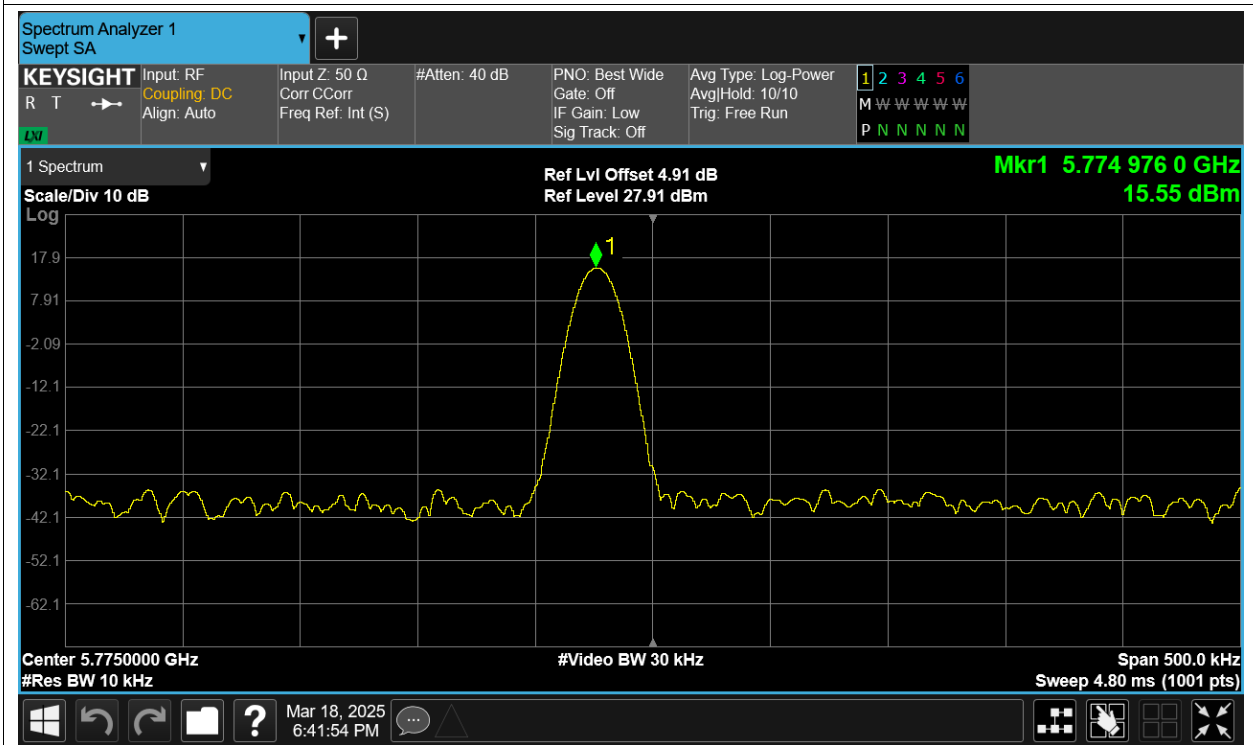 Spectrum Analyzer 1
Swept SA
KEYSIGHT
R T
LXI
Input: RF
Coupling: DC
Align: Auto
Input Z: 50 Ω
Corr CCorr
Freq Ref: Int (S)
#Atten: 40 dB
PNO: Best Wide
Gate: Off
IF Gain: Low
Sig Track: Off
Avg Type: Log-Power
Avg|Hold: 10/10
Trig: Free Run
1 2 3 4 5 6
M W W W W W
P N N N N N
1 Spectrum
Scale/Div 10 dB
Log
Ref Lvl Offset 4.91 dB
Ref Level 27.91 dBm
Mkr1 5.774 976 0 GHz
15.55 dBm
1
17.9
7.91
-2.09
-12.1
-22.1
-32.1
-42.1
-52.1
-62.1
Center 5.7750000 GHz
#Res BW 10 kHz
#Video BW 30 kHz
Span 500.0 kHz
Sweep 4.80 ms (1001 pts)
?
Mar 18, 2025
6:41:54 PM